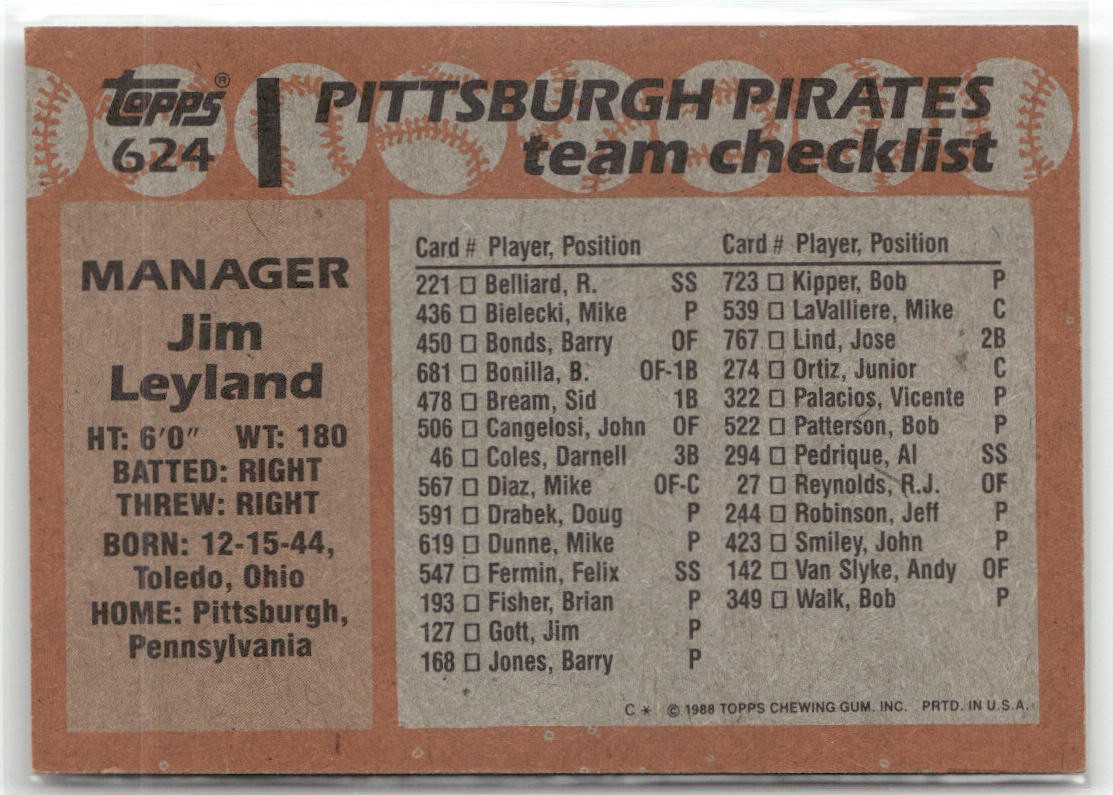 Topps®
624
PITTSBURGH PIRATES
team checklist
MANAGER
Jim
Leyland
HT: 6'0" WT: 180
BATTED: RIGHT
THREW: RIGHT
BORN: 12-15-44,
Toledo, Ohio
HOME: Pittsburgh,
Pennsylvania
Card # Player, Position
221 □ Belliard, R. SS
436 □ Bielecki, Mike P
450 □ Bonds, Barry OF
681 □ Bonilla, B. OF-1B
478 □ Bream, Sid 1B
506 □ Cangelosi, John OF
46 □ Coles, Darnell 3B
567 □ Diaz, Mike OF-C
591 □ Drabek, Doug P
619 □ Dunne, Mike P
547 □ Fermin, Felix SS
193 □ Fisher, Brian P
127 □ Gott, Jim P
168 □ Jones, Barry P
Card # Player, Position
723 □ Kipper, Bob P
539 □ LaValliere, Mike C
767 □ Lind, Jose 2B
274 □ Ortiz, Junior C
322 □ Palacios, Vicente P
522 □ Patterson, Bob P
294 □ Pedrique, Al SS
27 □ Reynolds, R.J. OF
244 □ Robinson, Jeff P
423 □ Smiley, John P
142 □ Van Slyke, Andy OF
349 □ Walk, Bob P
C * © 1988 TOPPS CHEWING GUM. INC. PRTD. IN U.S.A.